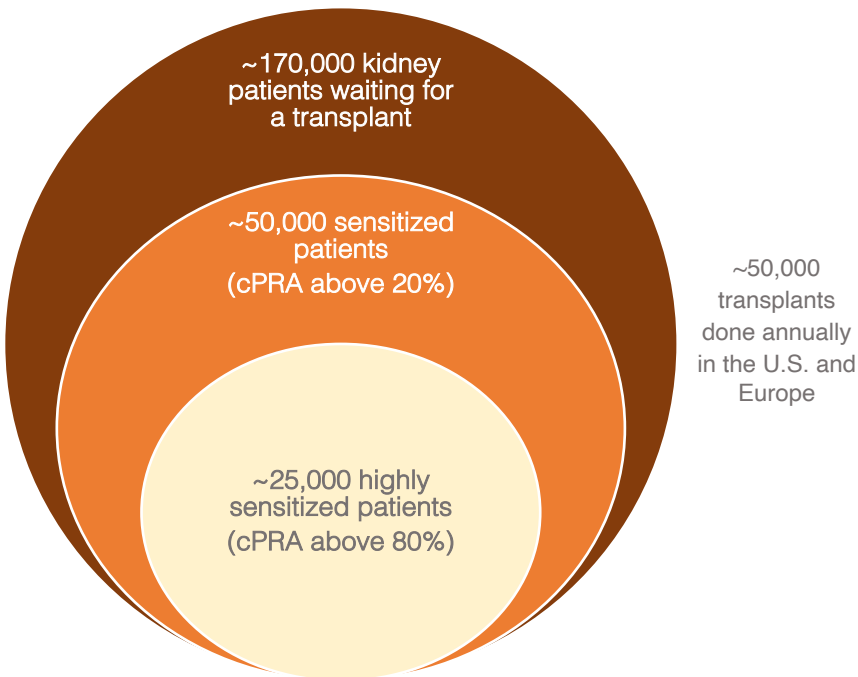 ~170,000 kidney
patients waiting for
a transplant
~50,000 sensitized
patients
(cPRA above 20%)
~25,000 highly
sensitized patients
(cPRA above 80%)
~50,000
transplants
done annually
in the U.S. and
Europe